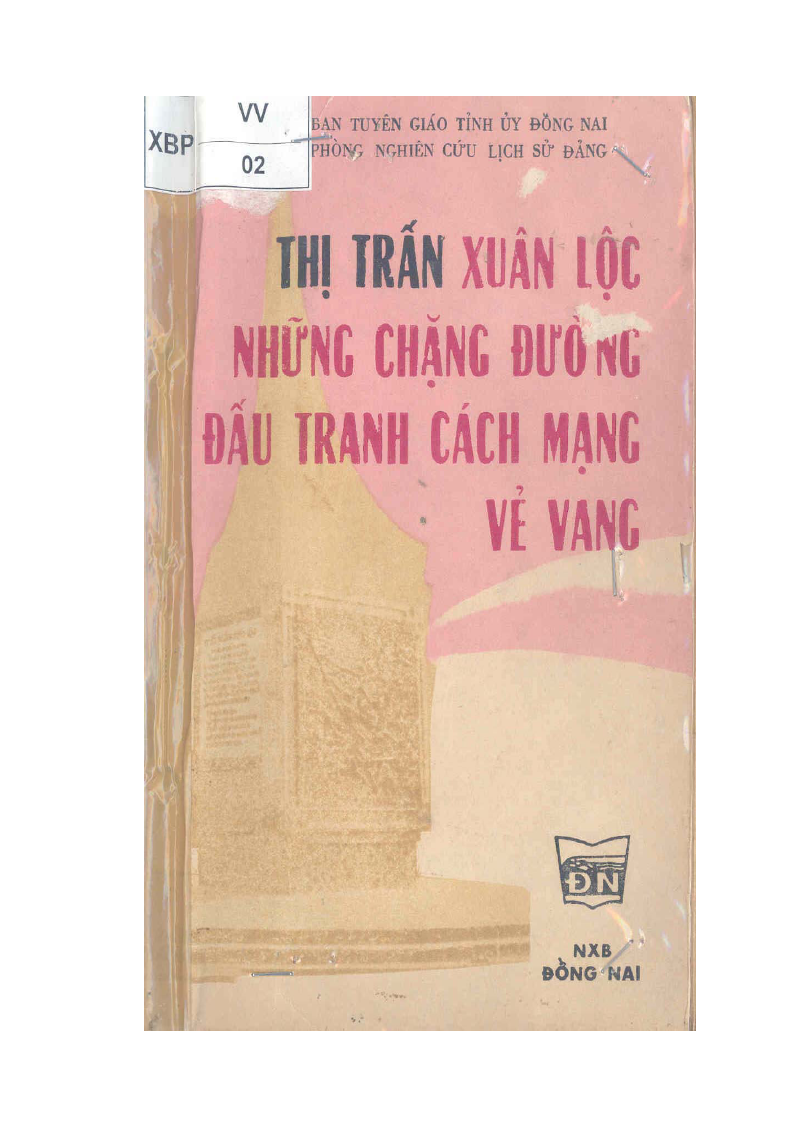 XBP
VV
02
BAN TUYÊN GIÁO TỈNH ỦY ĐỒNG NAI
PHÒNG NGHIÊN CỨU LỊCH SỬ ĐẢNG
THỊ TRẤN XUÂN LỘC
NHỮNG CHẶNG ĐƯỜNG
ĐẤU TRANH CÁCH MẠNG
VẺ VANG
ĐN
NXB
ĐỒNG NAI